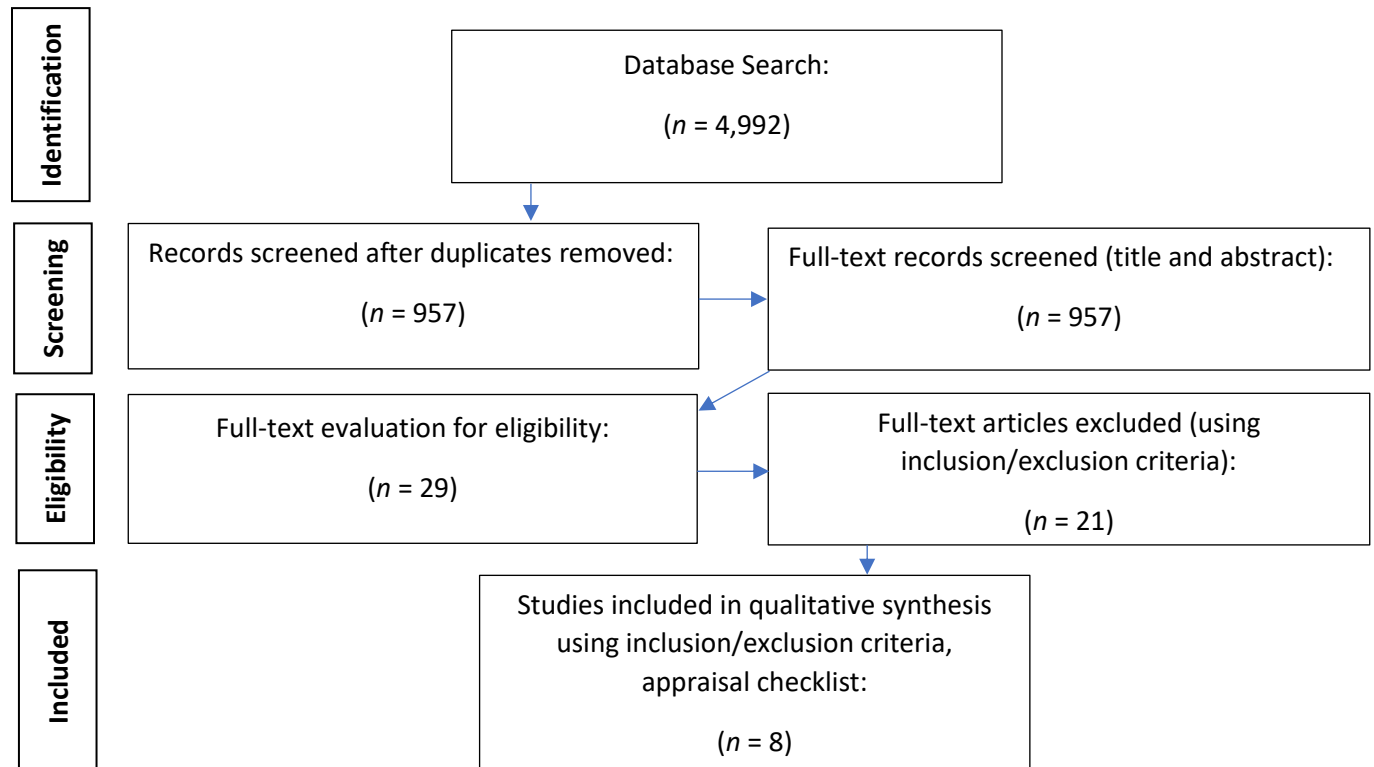 Identification
Database Search:
(n = 4,992)
Screening
Records screened after duplicates removed:
(n = 957)
Full-text records screened (title and abstract):
(n = 957)
Eligibility
Full-text evaluation for eligibility:
(n = 29)
Full-text articles excluded (using
inclusion/exclusion criteria):
(n = 21)
Included
Studies included in qualitative synthesis
using inclusion/exclusion criteria,
appraisal checklist:
(n = 8)